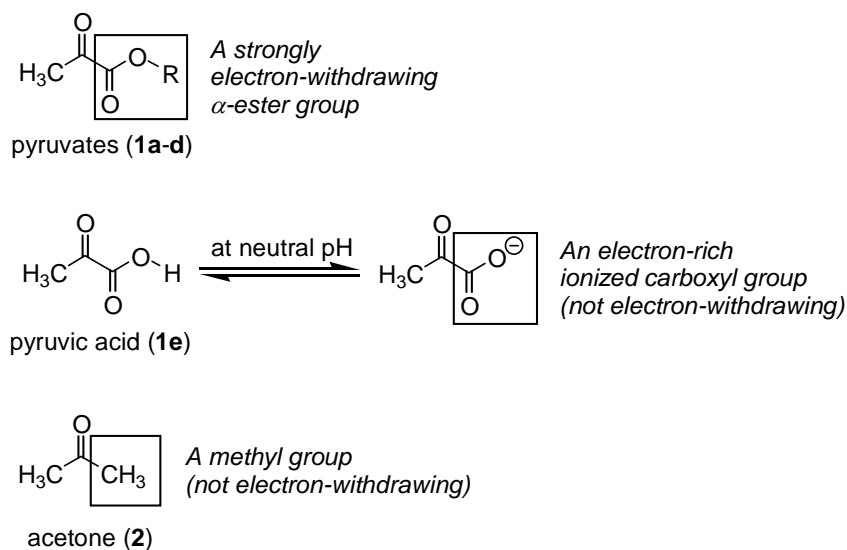 O
O
H₃C
R
O
A strongly
electron-withdrawing
α-ester group
pyruvates (1a-d)
O
O
H₃C
H
O
at neutral pH
O
O⊖
H₃C
O
An electron-rich
ionized carboxyl group
(not electron-withdrawing)
pyruvic acid (1e)
O
H₃C
CH₃
A methyl group
(not electron-withdrawing)
acetone (2)